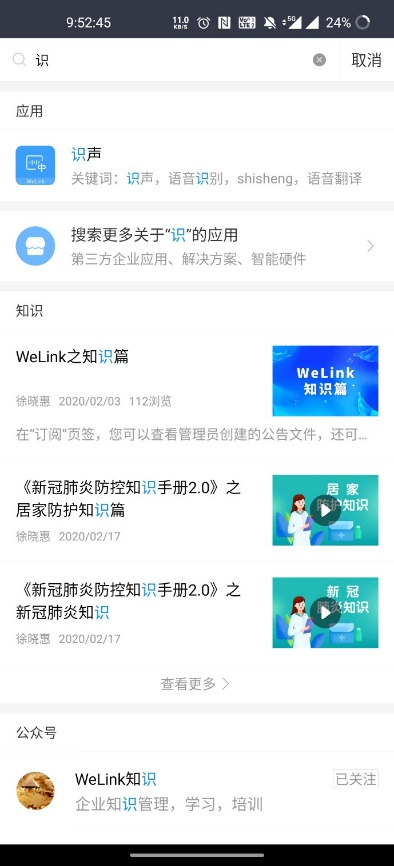 9:52:45
11.0
KB/S
5G
24%
识
取消
应用
WeLink
识声
关键词：识声，语音识别，shisheng，语音翻译
搜索更多关于“识”的应用
第三方企业应用、解决方案、智能硬件
知识
WeLink之知识篇
WeLink
知识篇
徐晓惠 2020/02/03 112浏览
在“订阅”页签，您可以查看管理员创建的公告文件，还可...
《新冠肺炎防控知识手册2.0》之
居家防护知识篇
居家
防护知识
徐晓惠 2020/02/17
《新冠肺炎防控知识手册2.0》之
新冠肺炎知识
新冠
肺炎知识
徐晓惠 2020/02/17
查看更多
公众号
WeLink知识
已关注
企业知识管理，学习，培训